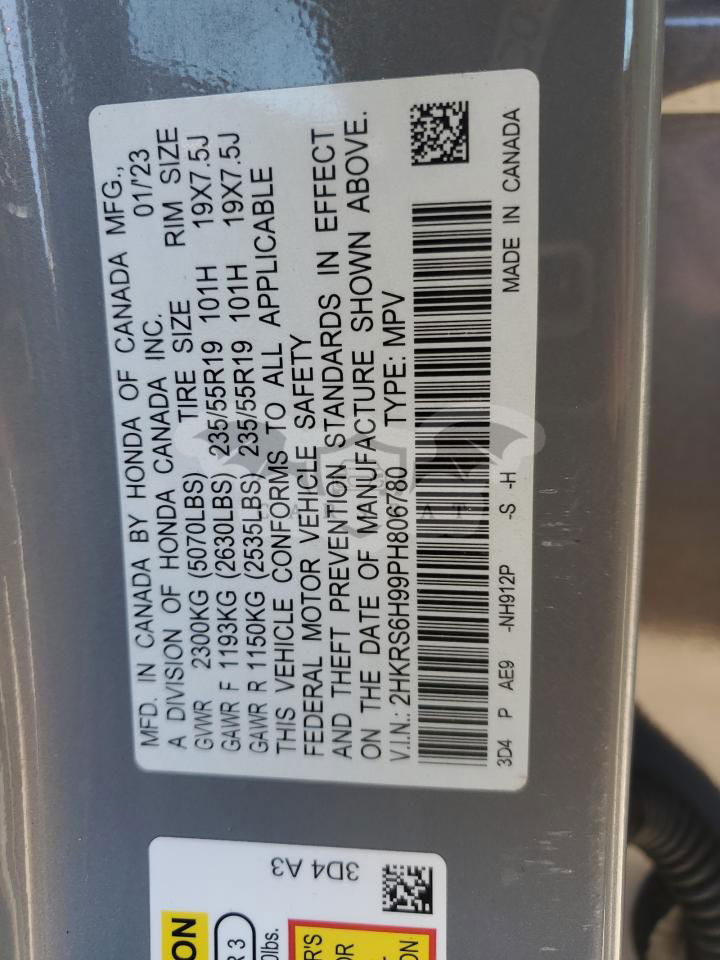 MFD. IN CANADA BY HONDA OF CANADA MFG.,
A DIVISION OF HONDA CANADA INC. 01/'23
GVWR 2300KG (5070LBS) TIRE SIZE RIM SIZE
GAWR F 1193KG (2630LBS) 235/55R19 101H 19X7.5J
GAWR R 1150KG (2535LBS) 235/55R19 101H 19X7.5J
THIS VEHICLE CONFORMS TO ALL APPLICABLE
FEDERAL MOTOR VEHICLE SAFETY
AND THEFT PREVENTION STANDARDS IN EFFECT
ON THE DATE OF MANUFACTURE SHOWN ABOVE.
V.I.N.: 2HKRS6H99PH806780 TYPE: MPV
3D4 P AE9 -NH912P -S -H MADE IN CANADA
3D4 A3